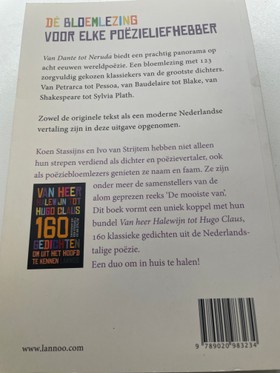 DÉ BLOEMLEZING
VOOR ELKE POËZIELIEFHEBBER
Van Dante tot Neruda biedt een prachtig panorama op
acht eeuwen wereldpoëzie. Een bloemlezing met 123
zorgvuldig gekozen klassiekers van de grootste dichters.
Van Petrarca tot Pessoa, van Baudelaire tot Blake, van
Shakespeare tot Sylvia Plath.
Zowel de originele tekst als een moderne Nederlandse
vertaling zijn in deze uitgave opgenomen.
Koen Stassijns en Ivo van Strijtem hebben niet alleen
hun strepen verdiend als dichter en poëzievertaler, ook
als poëziebloemlezers genieten ze naam en faam. Ze zijn
onder meer de samenstellers van de
alom geprezen reeks 'De mooiste van'.
Dit boek vormt een uniek koppel met hun
bundel Van heer Halewijn tot Hugo Claus,
160 klassieke gedichten uit de Nederlands-
talige poëzie.
Een duo om in huis te halen!
VAN HEER
HALEWIJN TOT
HUGO CLAUS
160
GEDICHTEN
OM UIT HET HOOFD
TE KENNEN
www.lannoo.com
9 789020 983234